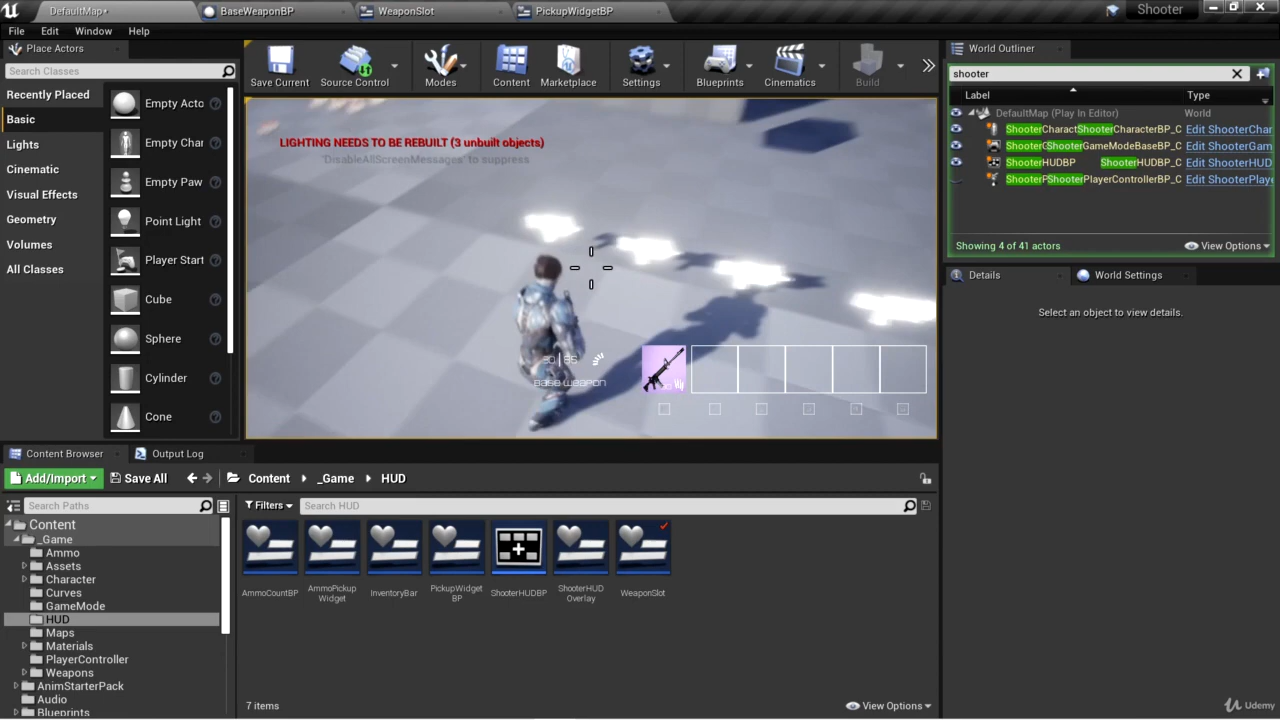 DefaultMap*
BaseWeaponBP
WeaponSlot
PickupWidgetBP
Shooter
File Edit Window Help
Place Actors
Search Classes
Recently Placed
Basic
Lights
Cinematic
Visual Effects
Geometry
Volumes
All Classes
Empty Actc
Empty Char
Empty Paw
Point Light
Player Start
Cube
Sphere
Cylinder
Cone
Save Current
Source Control
Modes
Content
Marketplace
Settings
Blueprints
Cinematics
Build
LIGHTING NEEDS TO BE REBUILT (3 unbuilt objects)
'DisableAllScreenMessages' to suppress
30 | 85
Base Weapon
World Outliner
shooter
Label Type
DefaultMap (Play In Editor) World
ShooterCharactShooterCharacterBP_C Edit ShooterChar
ShooterGShooterGameModeBaseBP_C Edit ShooterGam
ShooterHUDBP ShooterHUDBP_C Edit ShooterHUD
ShooterPShooterPlayerControllerBP_C Edit ShooterPlaye
Showing 4 of 41 actors
View Options
Details
World Settings
Select an object to view details.
Content Browser
Output Log
Add/Import
Save All
Content
_Game
HUD
Search Paths
Filters
Search HUD
Content
_Game
Ammo
Assets
Character
Curves
GameMode
HUD
Maps
Materials
PlayerController
Weapons
AnimStarterPack
Audio
Blueprints
AmmoCountBP
AmmoPickup
Widget
InventoryBar
PickupWidget
BP
ShooterHUDBP
ShooterHUD
Overlay
WeaponSlot
7 items
View Options
Udemy